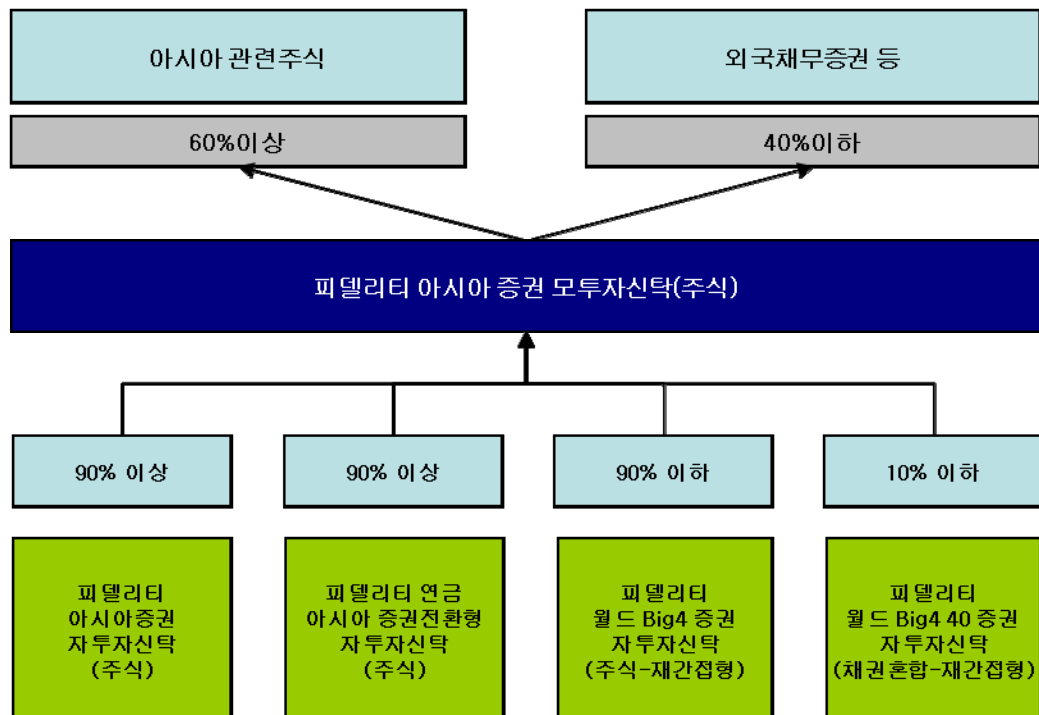 아시아 관련주식
외국채무증권 등
60%이상
40%이하
피델리티 아시아 증권 모투자신탁(주식)
90% 이상
90% 이상
90% 이하
10% 이하
피델리티
아시아증권
자투자신탁
(주식)
피델리티 연금
아시아 증권전환형
자투자신탁
(주식)
피델리티
월드 Big4 증권
자투자신탁
(주식-재간접형)
피델리티
월드 Big4 40 증권
자투자신탁
(채권혼합-재간접형)